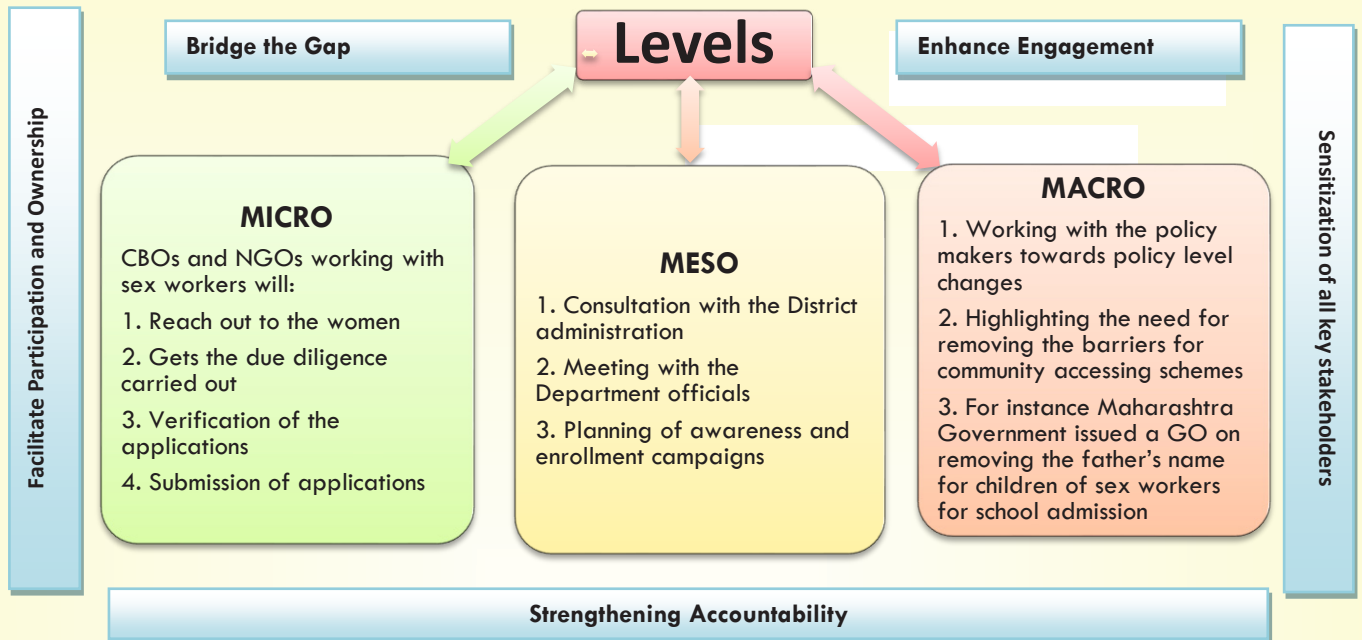 Bridge the Gap
Levels
Enhance Engagement
Facilitate Participation and Ownership
MICRO
CBOs and NGOs working with
sex workers will:
1. Reach out to the women
2. Gets the due diligence
carried out
3. Verification of the
applications
4. Submission of applications
MESO
1. Consultation with the District
administration
2. Meeting with the
Department officials
3. Planning of awareness and
enrollment campaigns
MACRO
1. Working with the policy
makers towards policy level
changes
2. Highlighting the need for
removing the barriers for
community accessing schemes
3. For instance Maharashtra
Government issued a GO on
removing the father’s name
for children of sex workers
for school admission
Sensitization of all key stakeholders
Strengthening Accountability